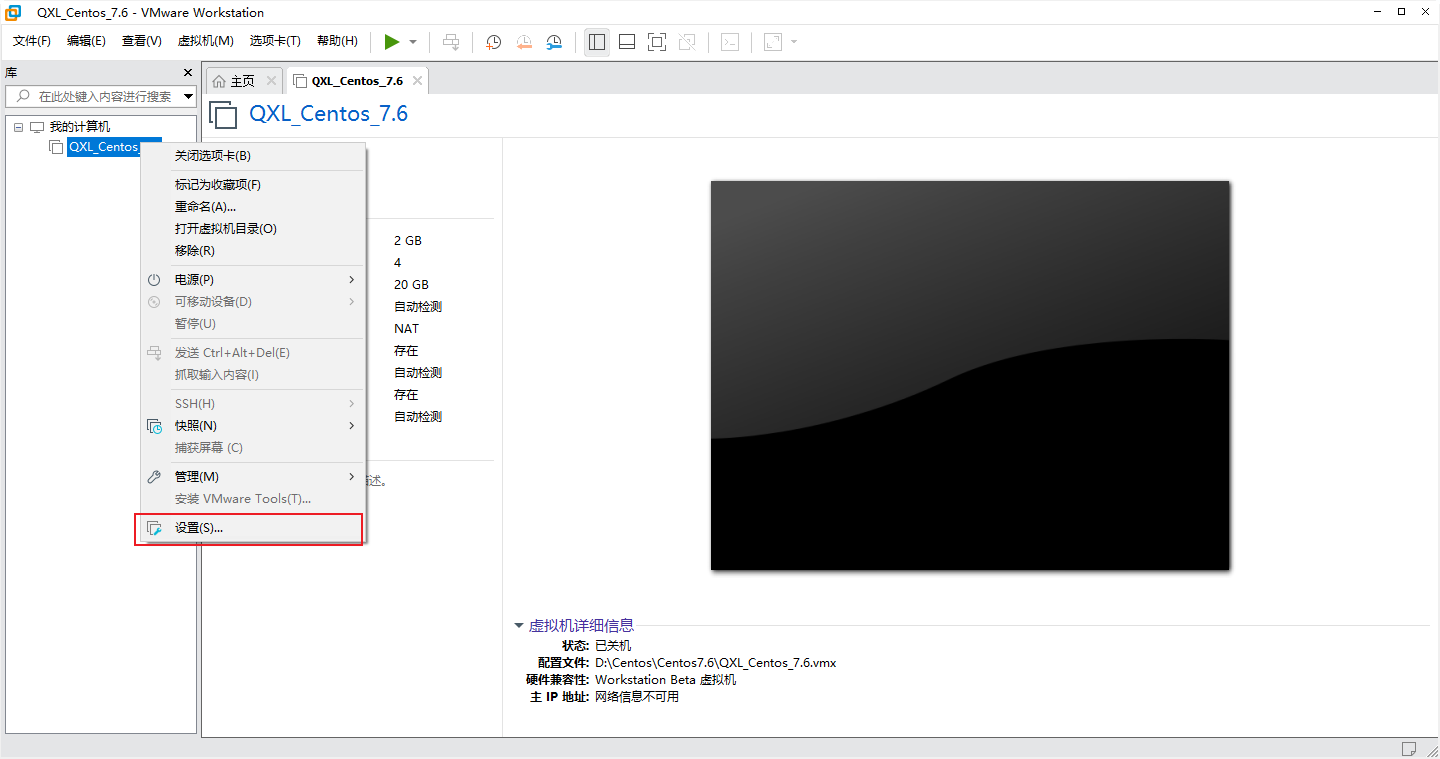 QXL_Centos_7.6 - VMware Workstation
文件(F) 编辑(E) 查看(V) 虚拟机(M) 选项卡(T) 帮助(H)
库
在此处键入内容进行搜索
我的计算机
QXL_Centos_
主页
QXL_Centos_7.6
QXL_Centos_7.6
关闭选项卡(B)
标记为收藏项(F)
重命名(A)...
打开虚拟机目录(O)
移除(R)
电源(P)
可移动设备(D)
暂停(U)
发送 Ctrl+Alt+Del(E)
抓取输入内容(I)
SSH(H)
快照(N)
捕获屏幕 (C)
管理(M)
安装 VMware Tools(T)...
设置(S)...
2 GB
4
20 GB
自动检测
NAT
存在
自动检测
存在
自动检测
述。
虚拟机详细信息
状态: 已关机
配置文件: D:\Centos\Centos7.6\QXL_Centos_7.6.vmx
硬件兼容性: Workstation Beta 虚拟机
主 IP 地址: 网络信息不可用